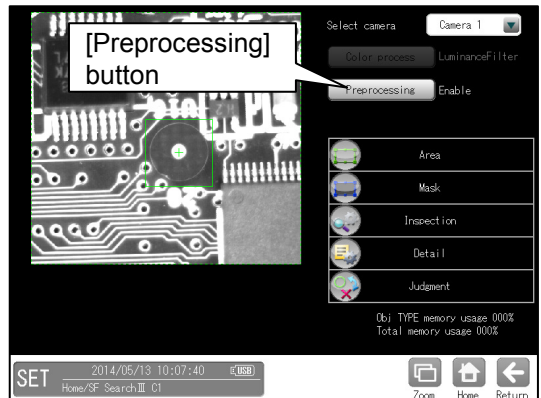 Select camera Camera 1
[Preprocessing]
button
Color process LuminanceFilter
Preprocessing Enable
Area
Mask
Inspection
Detail
Judgment
Obj TYPE memory usage 000%
Total memory usage 000%
SET
2014/05/13 10:07:40 USB
Home/SF SearchⅢ C1
Zoom Home Return